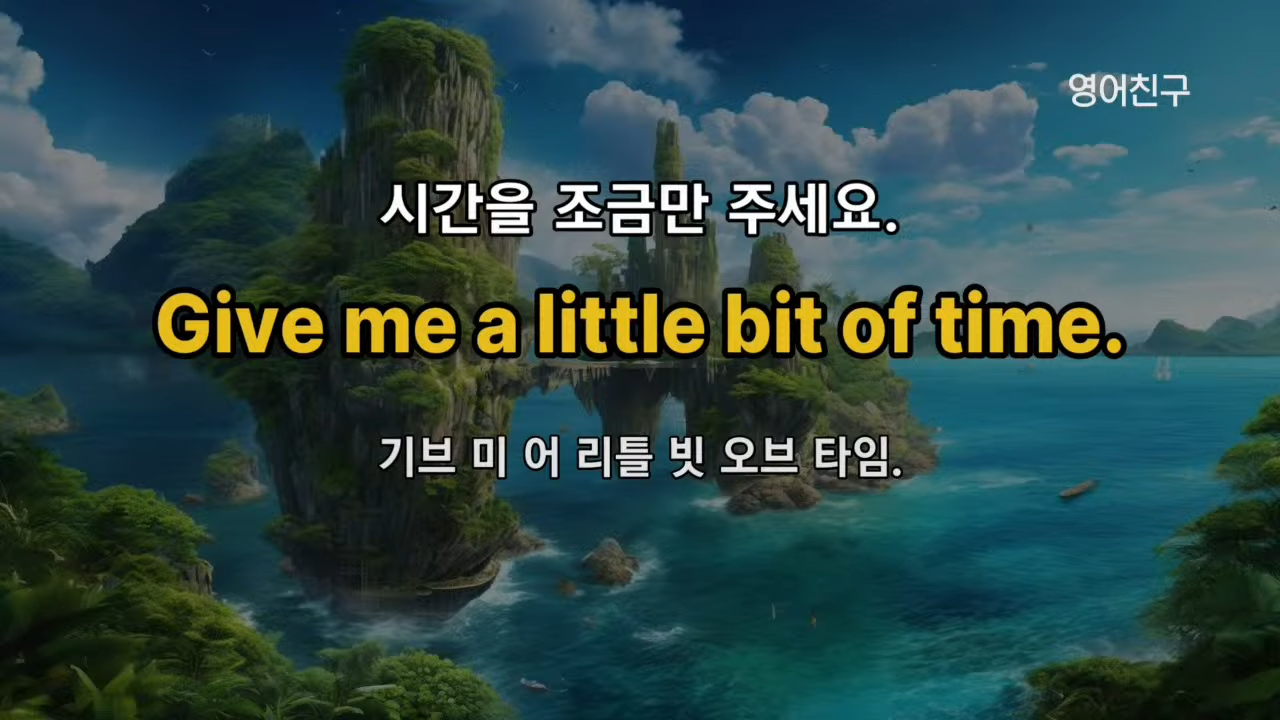 영어친구
시간을 조금만 주세요.
Give me a little bit of time.
기브 미 어 리틀 빗 오브 타임.